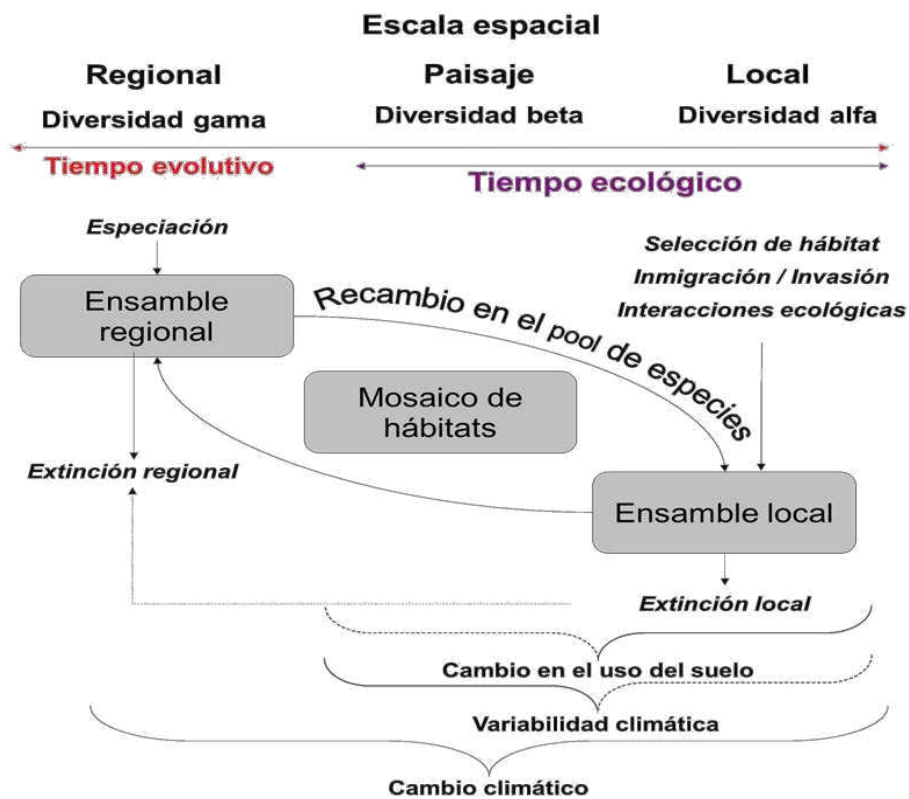 Escala espacial
Regional
Paisaje
Local
Diversidad gama
Diversidad beta
Diversidad alfa
Tiempo evolutivo
Tiempo ecológico
Especiación
Selección de hábitat
Inmigración / Invasión
Interacciones ecológicas
Ensamble
regional
Recambio en el pool de especies
Mosaico de
hábitats
Extinción regional
Ensamble local
Extinción local
Cambio en el uso del suelo
Variabilidad climática
Cambio climático